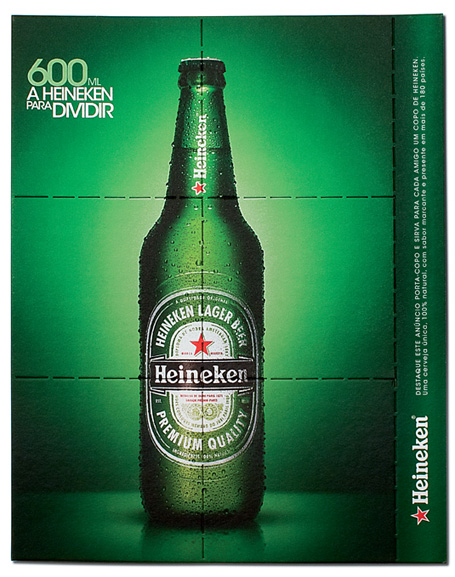 600 ML
A HEINEKEN
PARA DIVIDIR
Heineken
HEINEKEN LAGER BEER
Heineken
PREMIUM QUALITY
DESTAQUE ESTE ANÚNCIO PORTA-COPO E SIRVA PARA CADA AMIGO UM COPO DE HEINEKEN.
Uma cerveja única, 100% natural, com sabor marcante e presente em mais de 180 países.
Heineken®